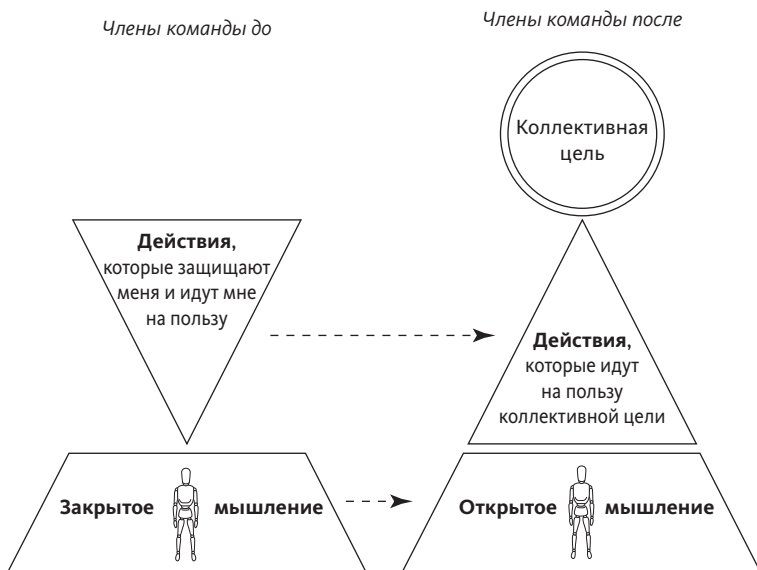 Члены команды до
Члены команды после
Коллективная
цель
Действия,
которые защищают
меня и идут мне
на пользу
Действия,
которые идут
на пользу
коллективной цели
Закрытое мышление
Открытое мышление